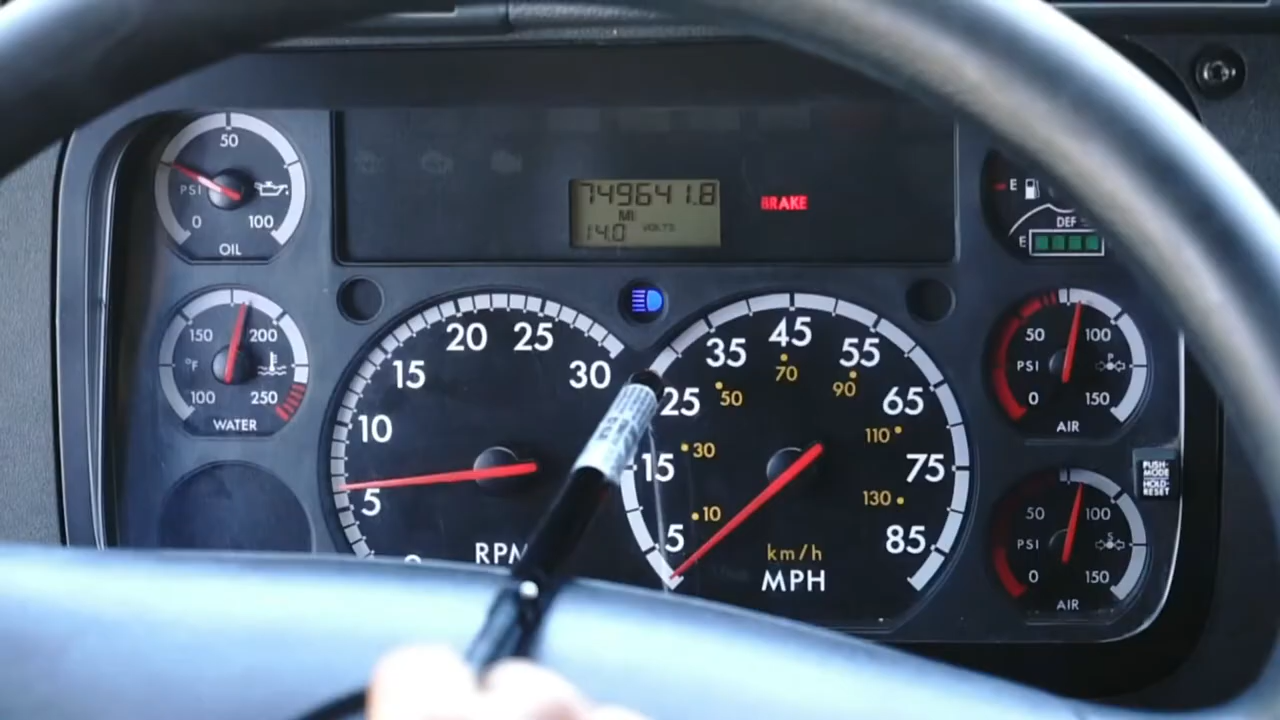 50
PSI
0
100
OIL
749641.8
MI
14.0 VOLTS
BRAKE
E
DEF
E
150
200
°F
100
250
WATER
5
10
15
20
25
30
RPM
5
15
25
35
45
55
65
75
85
10
30
50
70
90
110
130
km/h
MPH
50
100
PSI
P
0
150
AIR
PUSH-
MODE
HOLD-
RESET
50
100
PSI
S
0
150
AIR